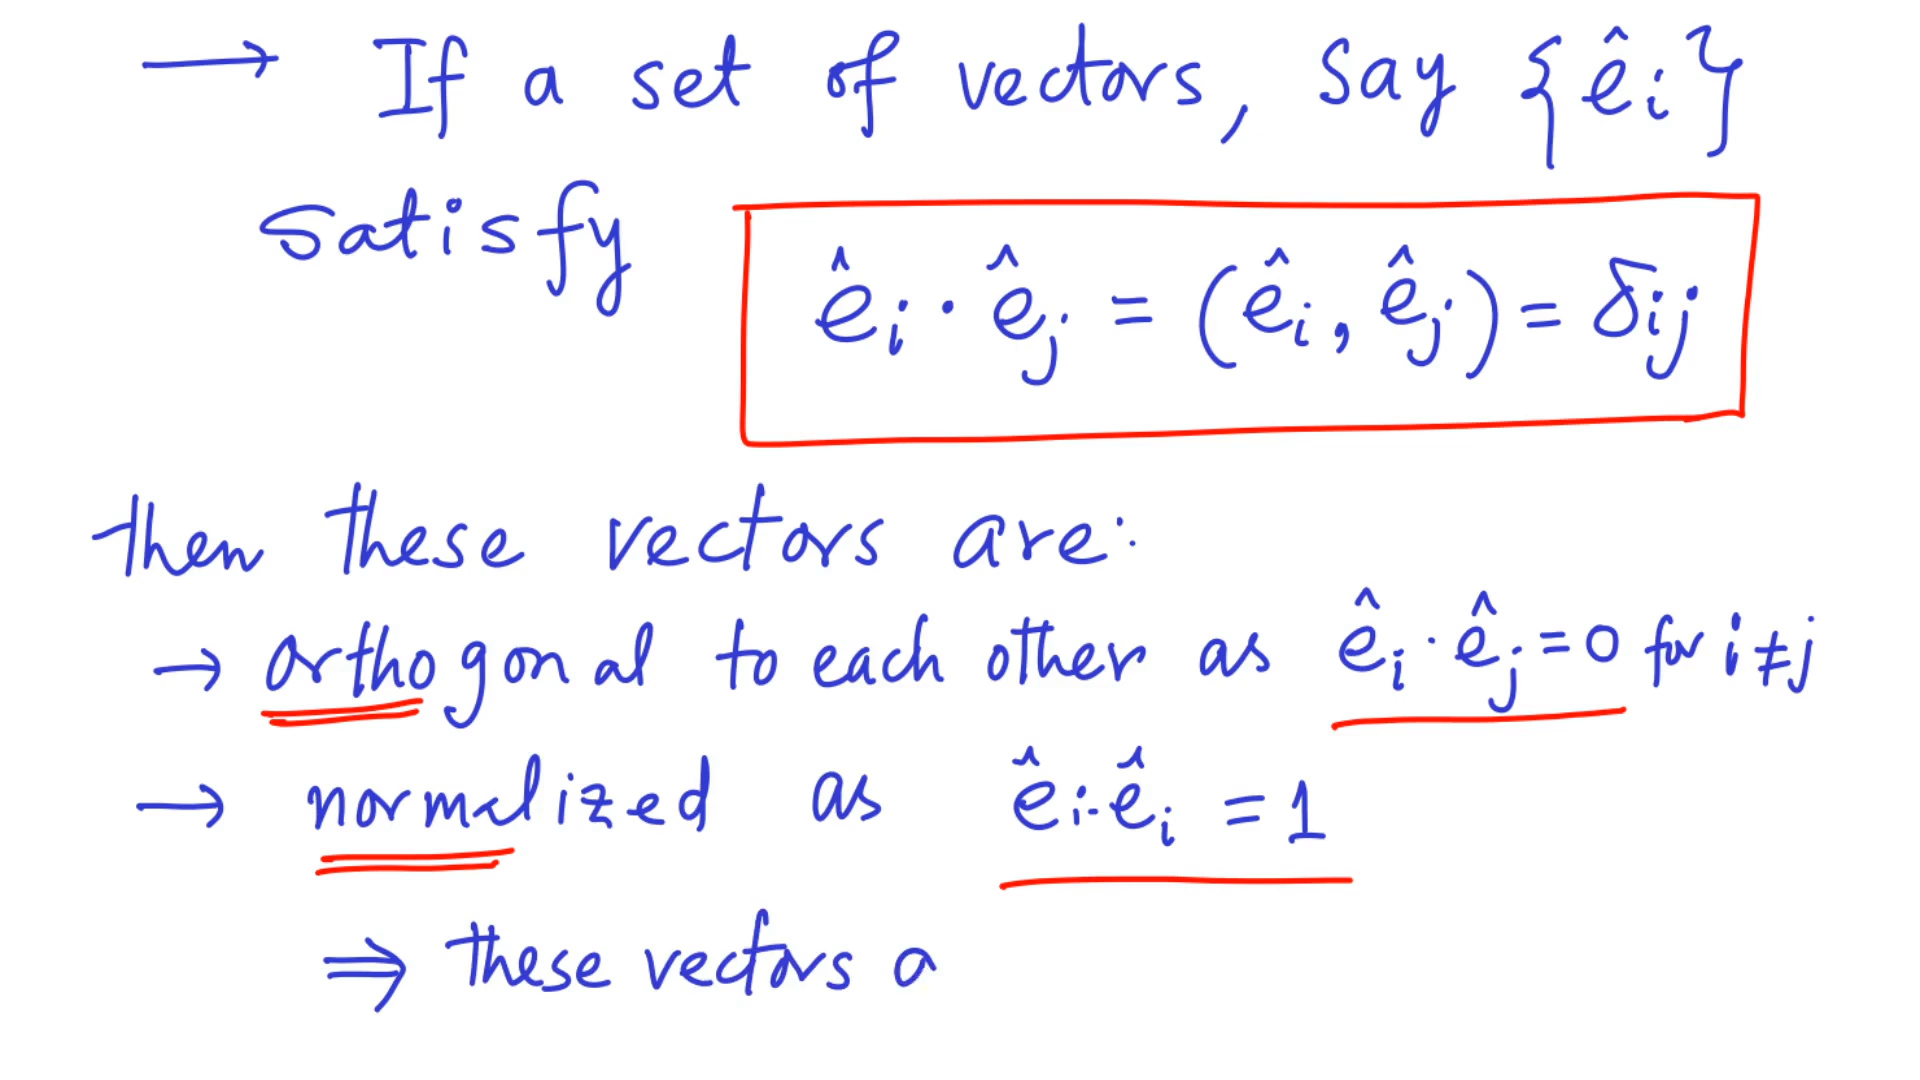 → If a set of vectors, say {êᵢ}
satisfy êᵢ · êⱼ = (êᵢ, êⱼ) = δᵢⱼ
then these vectors are:
→ orthogonal to each other as êᵢ · êⱼ = 0 for i ≠ j
→ normalized as êᵢ · êᵢ = 1
⇒ these vectors a